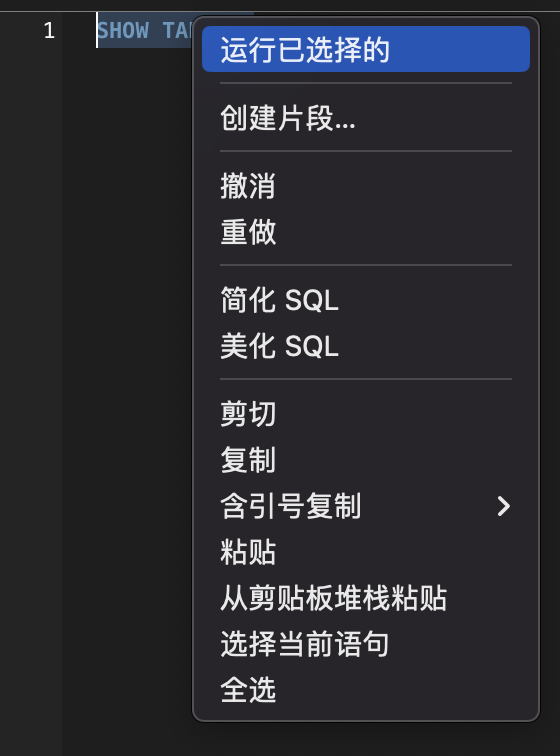 1
SHOW TA
运行已选择的
创建片段...
撤消
重做
简化 SQL
美化 SQL
剪切
复制
含引号复制
粘贴
从剪贴板堆栈粘贴
选择当前语句
全选